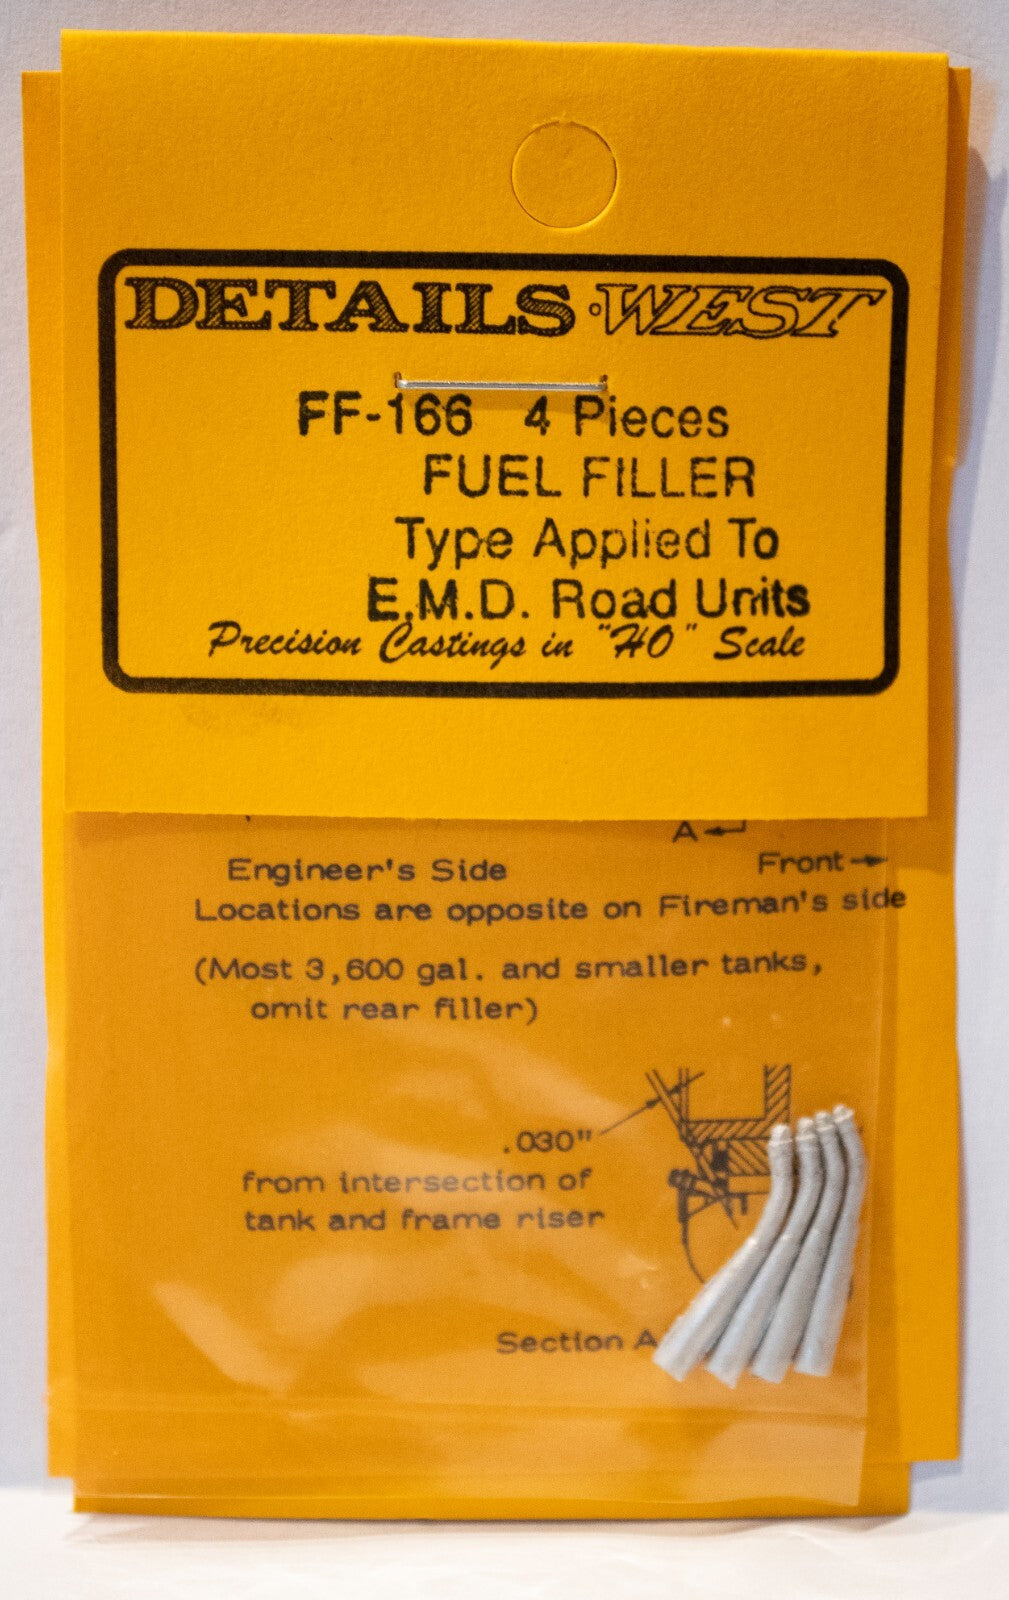 DETAILS·WEST
FF-166 4 Pieces
FUEL FILLER
Type Applied To
E.M.D. Road Units
Precision Castings in "HO" Scale
A
Front
Engineer's Side
Locations are opposite on Fireman's side
(Most 3,600 gal. and smaller tanks,
omit rear filler)
.030"
from intersection of
tank and frame riser
Section A